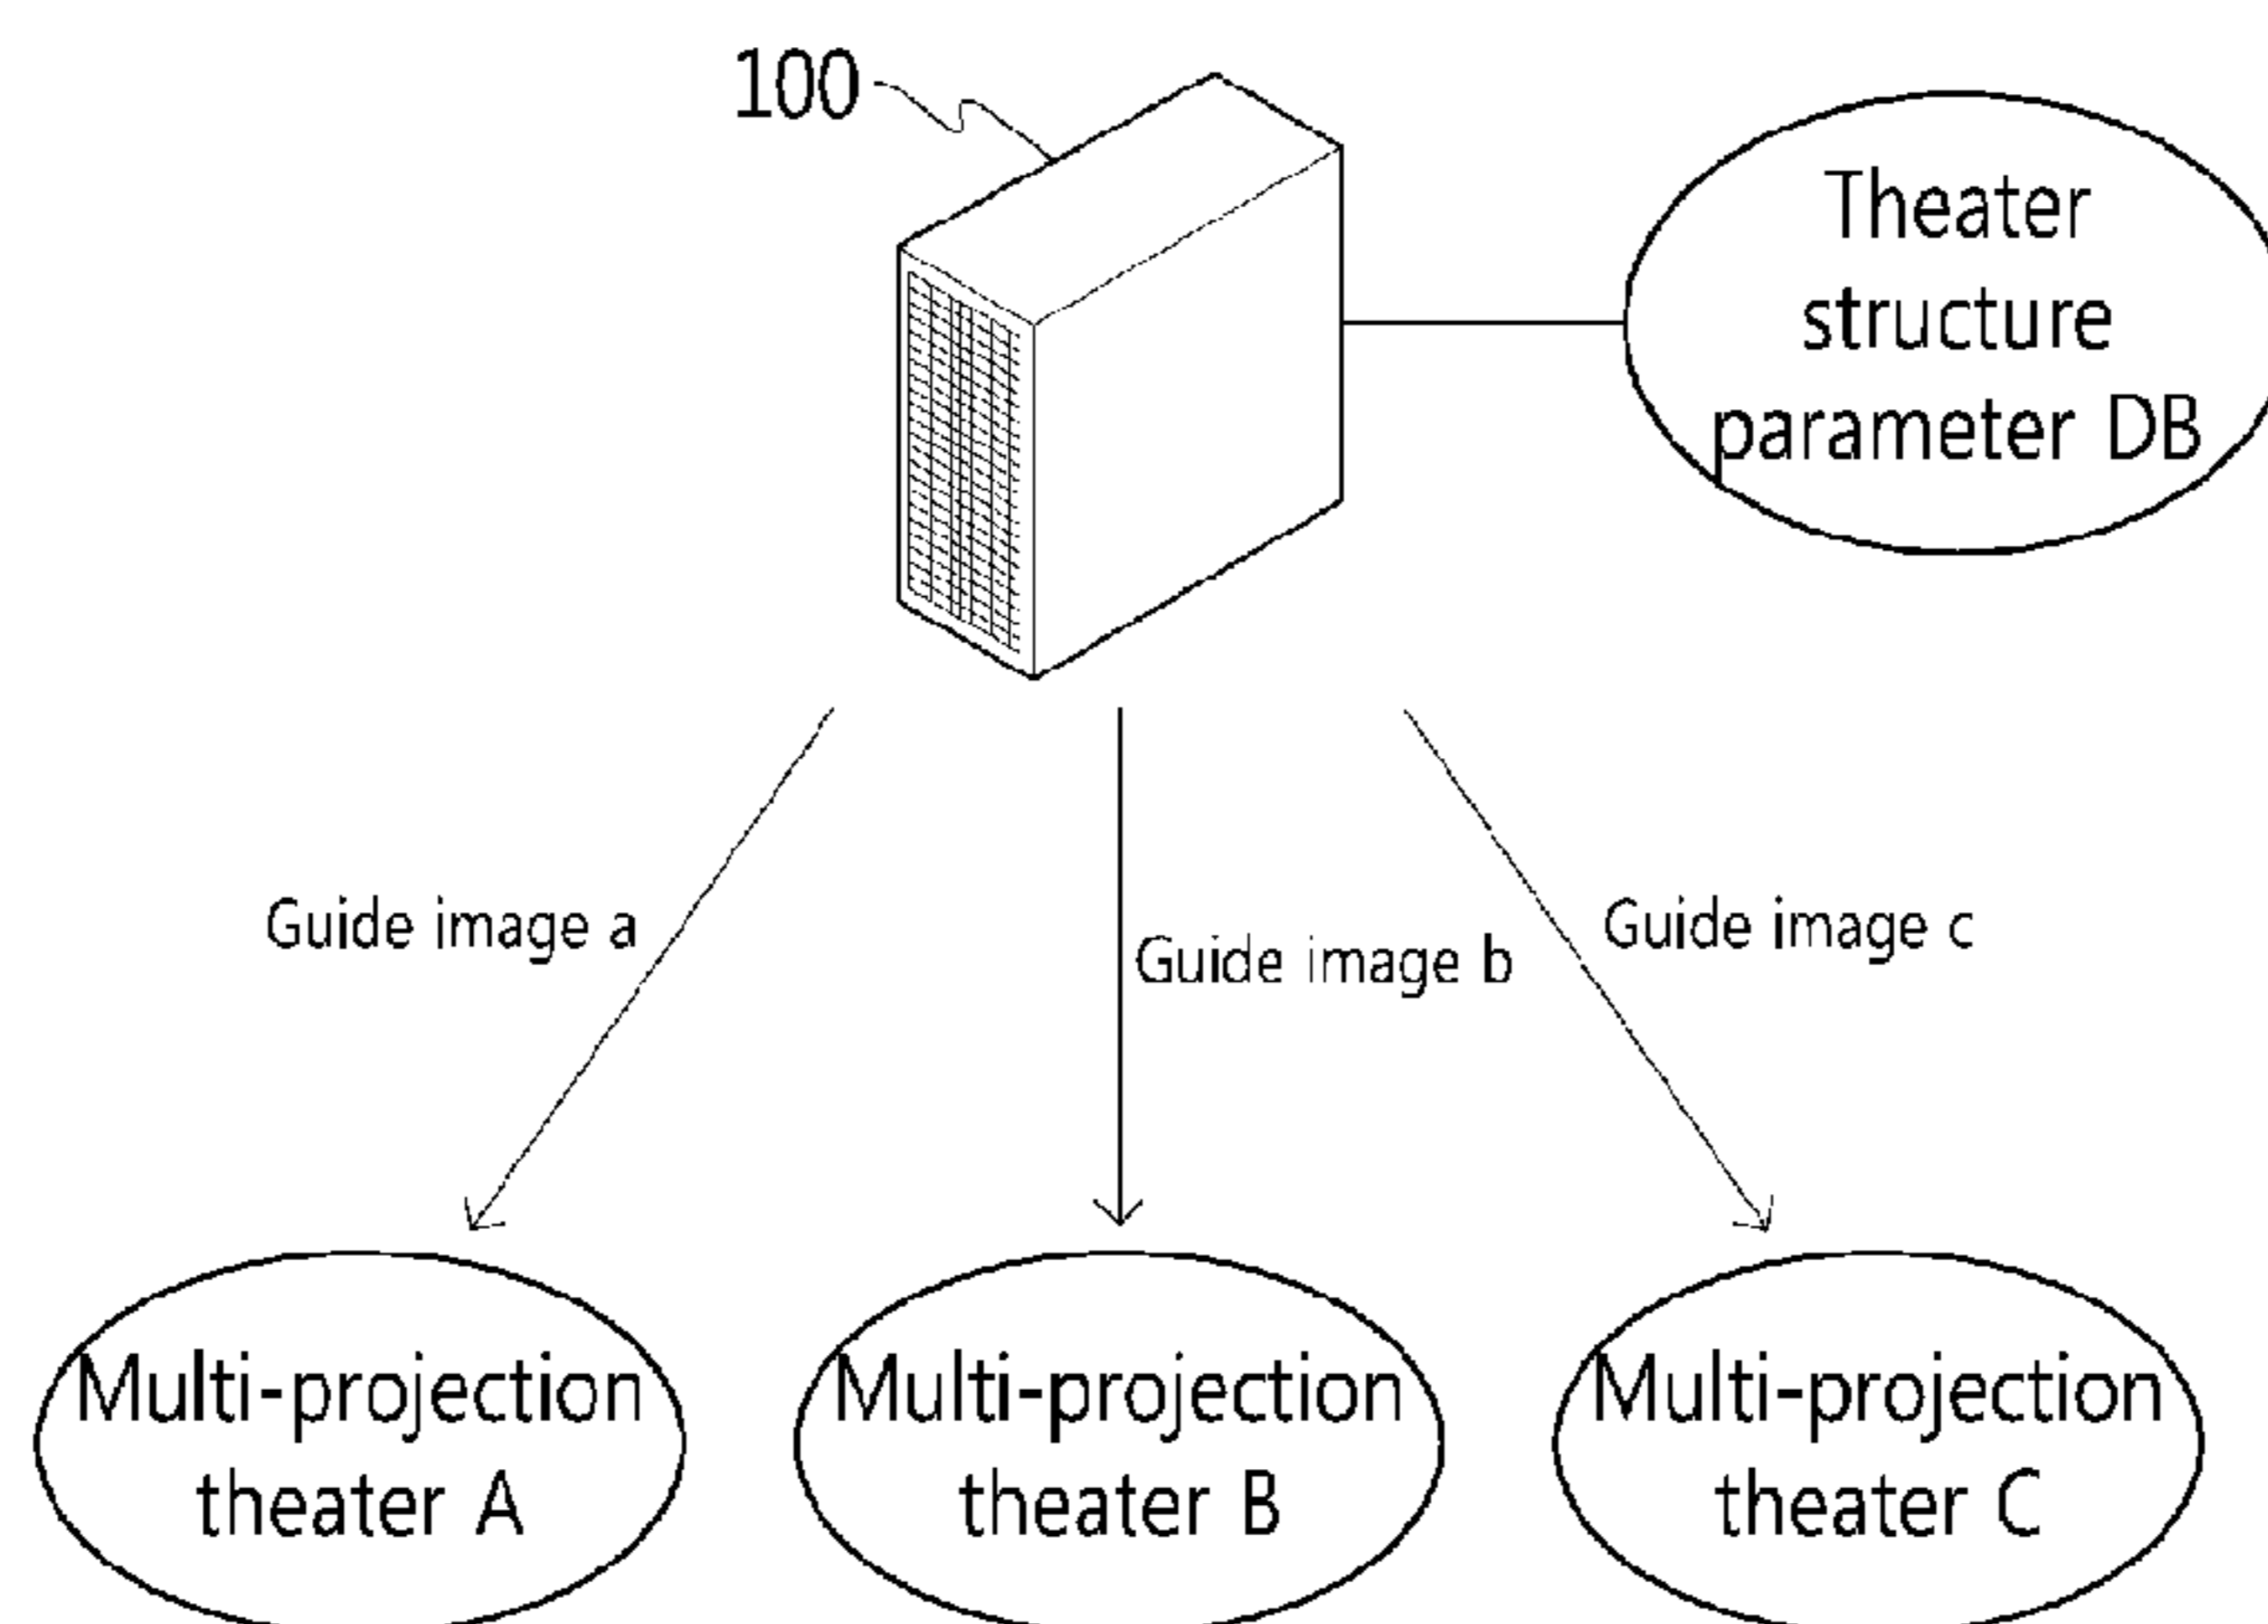 100
Theater
structure
parameter DB
Guide image a
Guide image b
Guide image c
Multi-projection
theater A
Multi-projection
theater B
Multi-projection
theater C